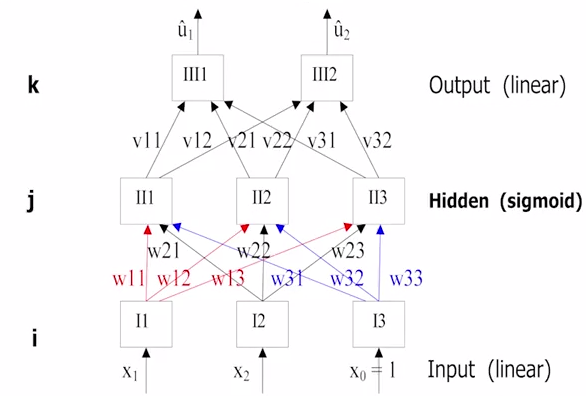 û1 û2
k III1 III2 Output (linear)
v11 v12 v21 v22 v31 v32
j II1 II2 II3 Hidden (sigmoid)
w21 w22 w23
w11 w12 w13 w31 w32 w33
i I1 I2 I3
x1 x2 x0 = 1 Input (linear)